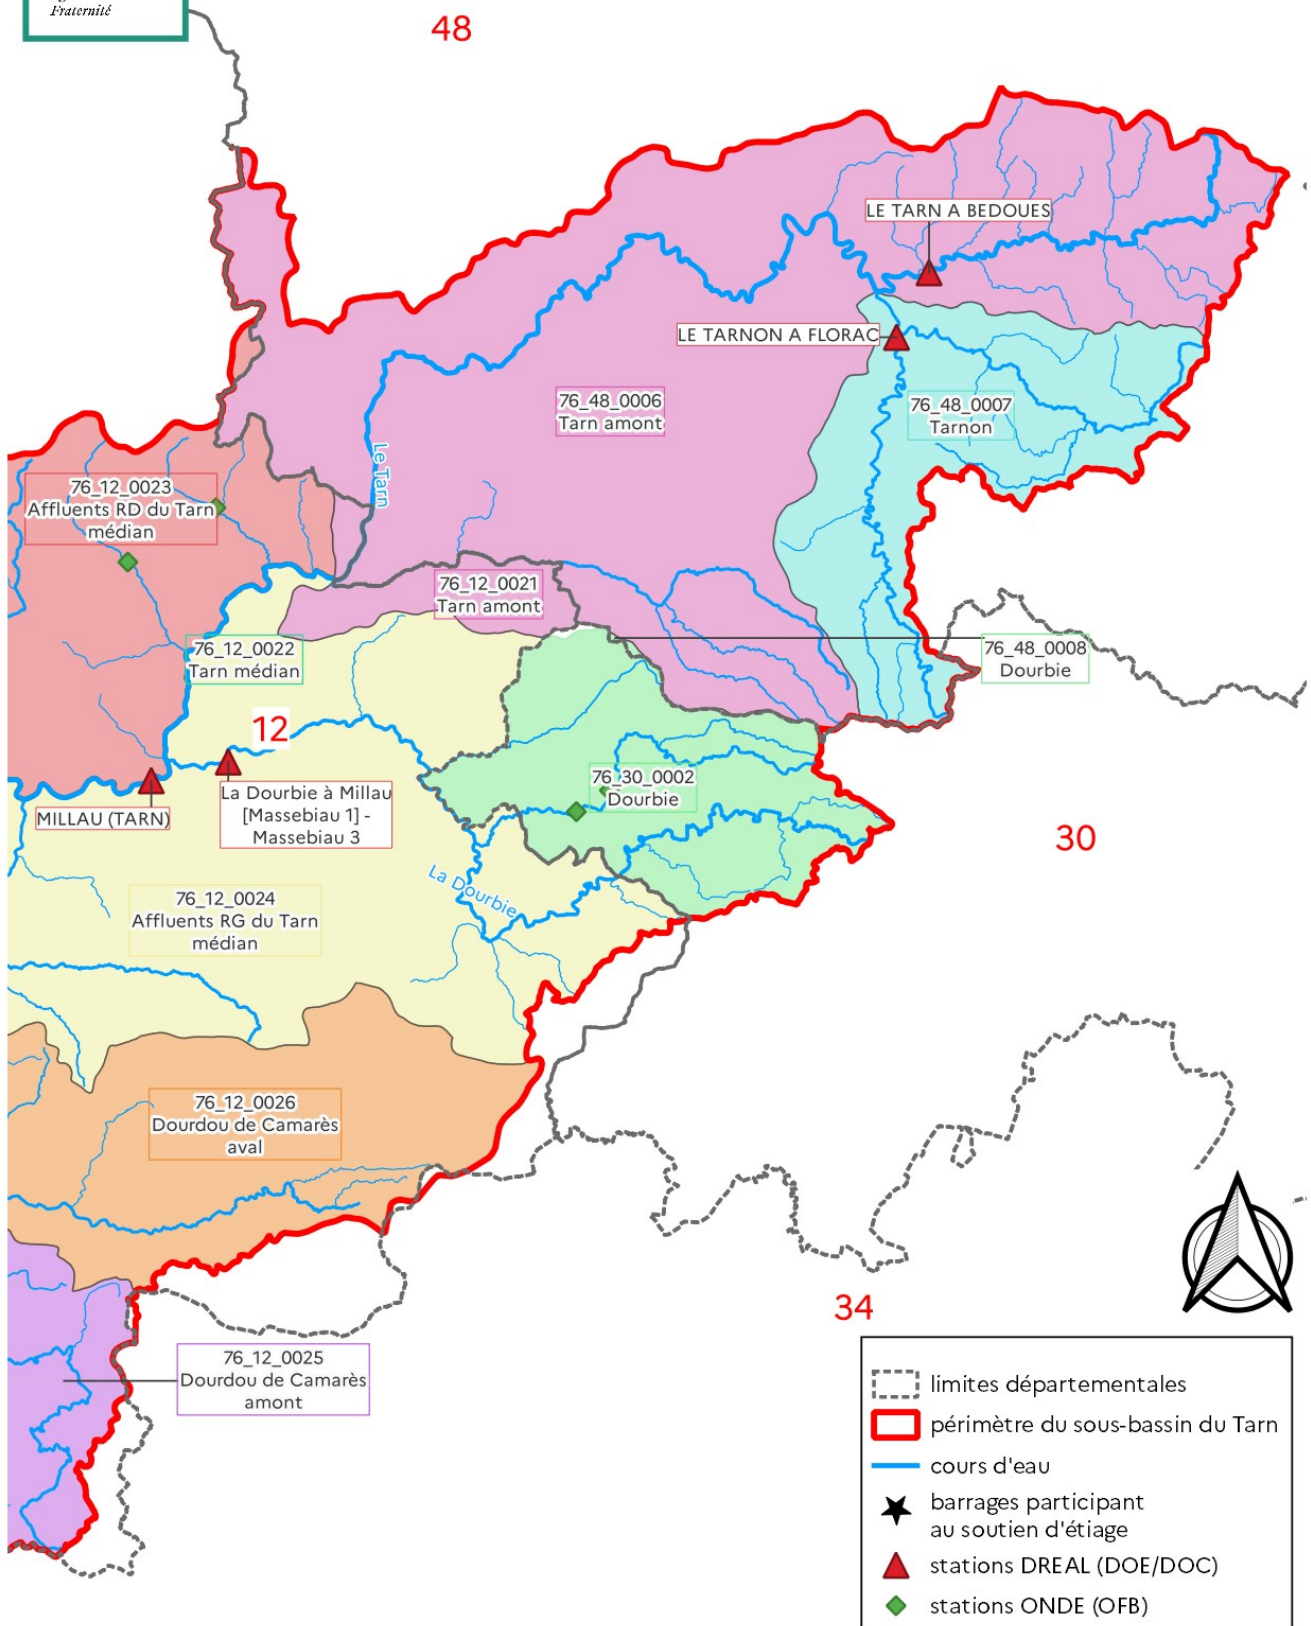 Fraternité
48
LE TARN A BEDOUES
LE TARNON A FLORAC
76_48_0006
Tarn amont
76_48_0007
Tarnon
Le Tarn
76_12_0023
Affluents RD du Tarn
médian
76_12_0021
Tarn amont
76_12_0022
Tarn médian
76_48_0008
Dourbie
12
76_30_0002
Dourbie
La Dourbie à Millau
[Massebiau 1] -
Massebiau 3
MILLAU (TARN)
30
La Dourbie
76_12_0024
Affluents RG du Tarn
médian
76_12_0026
Dourdou de Camarès
aval
34
76_12_0025
Dourdou de Camarès
amont
limites départementales
périmètre du sous-bassin du Tarn
cours d'eau
barrages participant
au soutien d'étiage
stations DREAL (DOE/DOC)
stations ONDE (OFB)